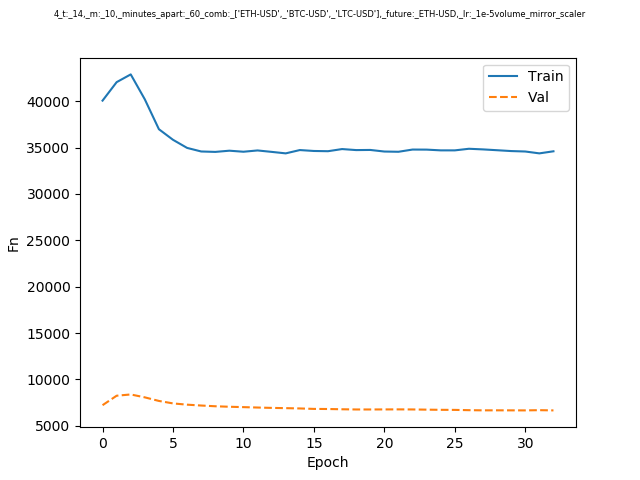 4_t:_14,_m:_10,_minutes_apart:_60_comb:_['ETH-USD',_'BTC-USD',_'LTC-USD'],_future:_ETH-USD,_lr:_1e-5volume_mirror_scaler
Train
Val
40000
35000
30000
25000
20000
15000
10000
5000
Fn
0 5 10 15 20 25 30
Epoch